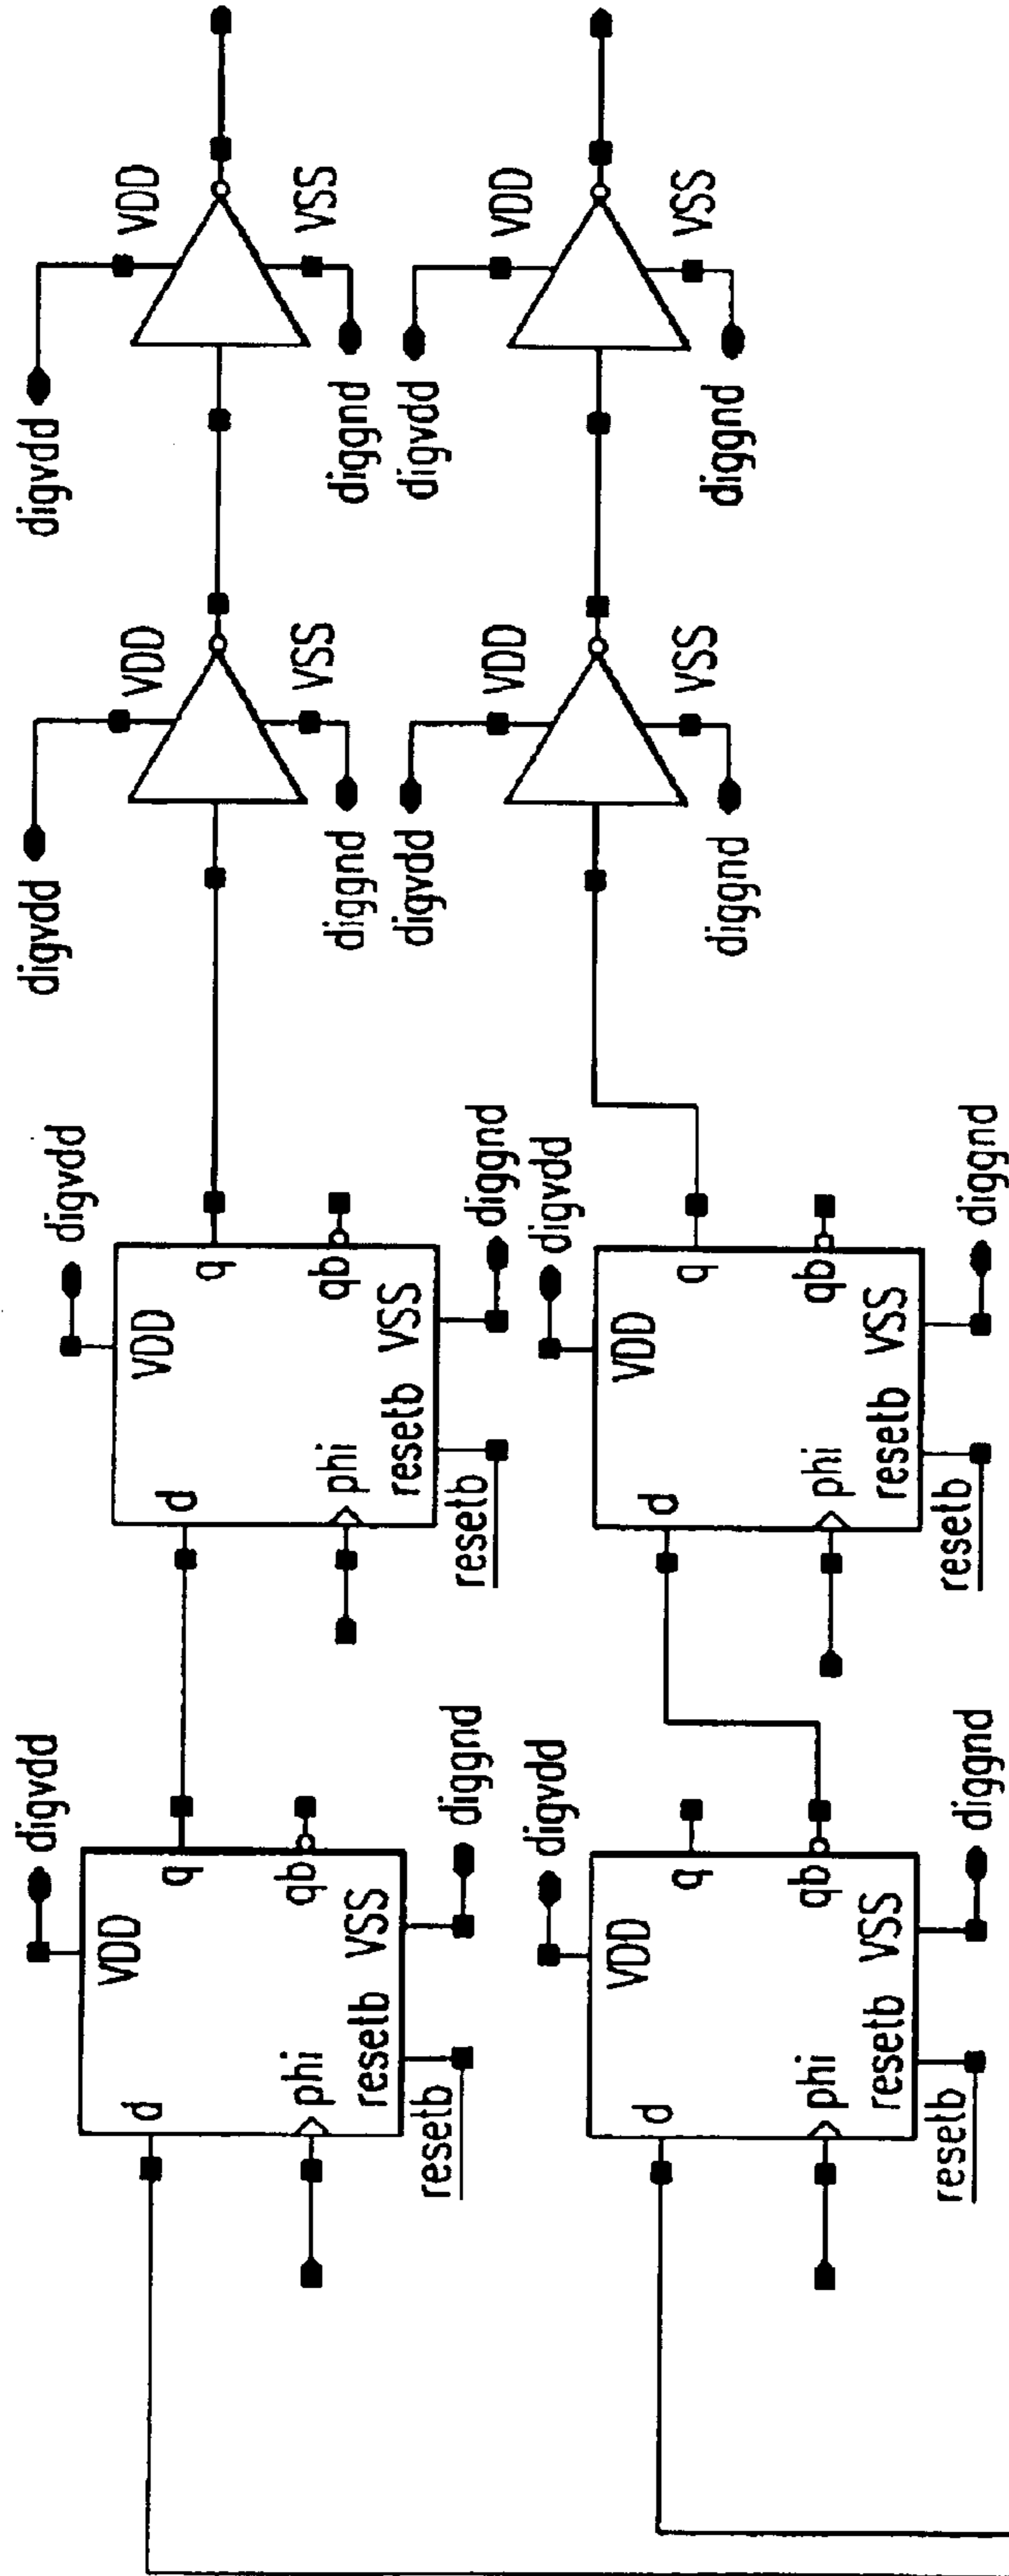 digvdd
VDD
d
q
phi
qb
resetb
VSS
resetb
diggnd
digvdd
VDD
d
q
phi
qb
resetb
VSS
resetb
diggnd
digvdd
VDD
VSS
diggnd
digvdd
VDD
VSS
diggnd
digvdd
VDD
d
q
phi
qb
resetb
VSS
resetb
diggnd
digvdd
VDD
d
q
phi
qb
resetb
VSS
resetb
diggnd
digvdd
VDD
VSS
diggnd
digvdd
VDD
VSS
diggnd